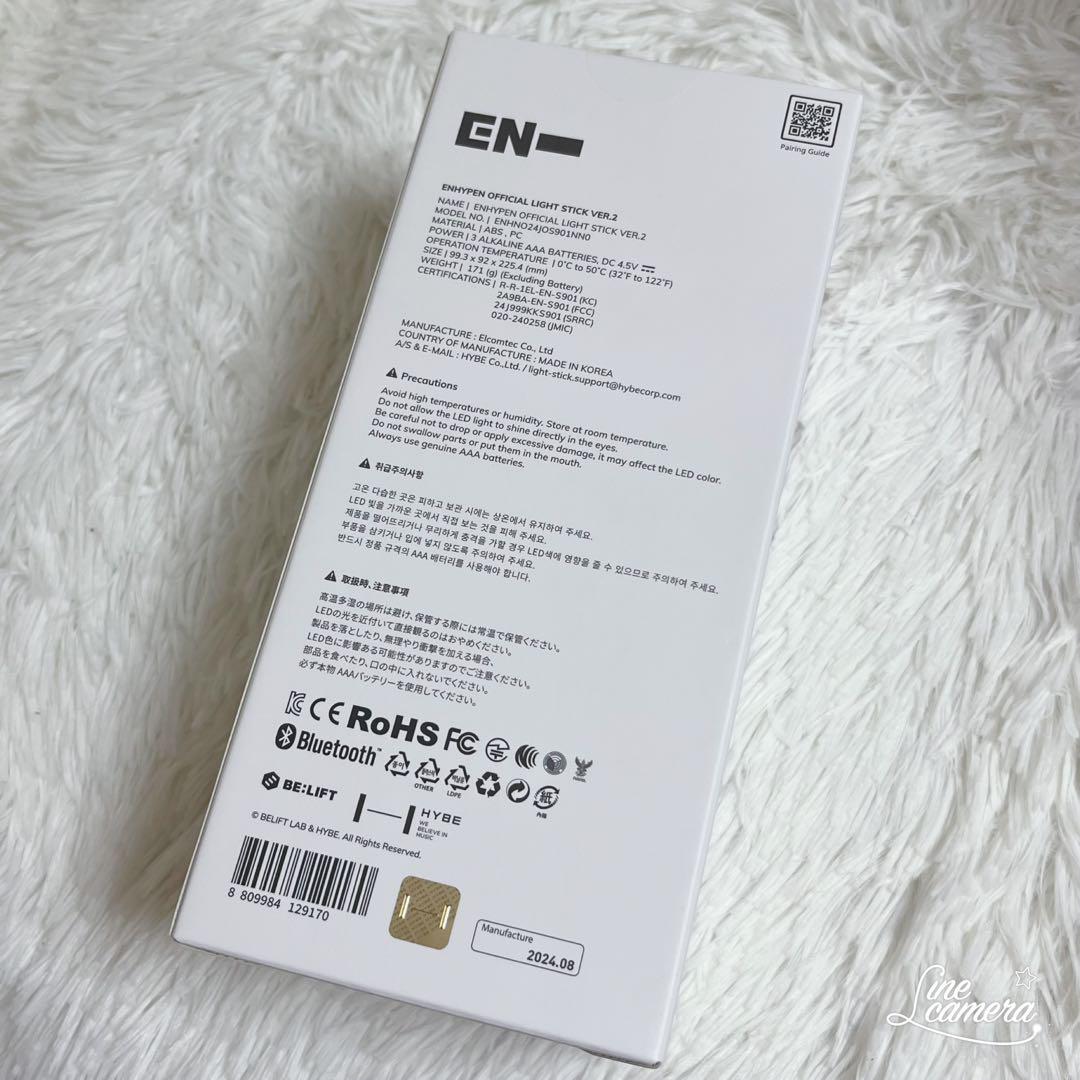 EN-
Pairing Guide
ENHYPEN OFFICIAL LIGHT STICK VER.2
NAME | ENHYPEN OFFICIAL LIGHT STICK VER.2
MODEL NO. | ENHNO24JOS901NN0
MATERIAL | ABS , PC
POWER | 3 ALKALINE AAA BATTERIES, DC 4.5V
OPERATION TEMPERATURE | 0°C to 50°C (32°F to 122°F)
SIZE | 99.3 x 92 x 225.4 (mm)
WEIGHT | 171 (g) (Excluding Battery)
CERTIFICATIONS | R-R-1EL-EN-S901 (KC)
2A9BA-EN-S901 (FCC)
24J999KKS901 (SRRC)
020-240258 (JMIC)
MANUFACTURE : Elcomtec Co., Ltd
COUNTRY OF MANUFACTURE : MADE IN KOREA
A/S & E-MAIL : HYBE Co.,Ltd. / light-stick.support@hybecorp.com
Precautions
Avoid high temperatures or humidity. Store at room temperature.
Do not allow the LED light to shine directly in the eyes.
Be careful not to drop or apply excessive damage, it may affect the LED color.
Do not swallow parts or put them in the mouth.
Always use genuine AAA batteries.
취급주의사항
고온 다습한 곳은 피하고 보관 시에는 상온에서 유지하여 주세요.
LED 빛을 가까운 곳에서 직접 보는 것을 피해 주세요.
제품을 떨어뜨리거나 무리하게 충격을 가할 경우 LED색에 영향을 줄 수 있으므로 주의하여 주세요.
부품을 삼키거나 입에 넣지 않도록 주의하여 주세요.
반드시 정품 규격의 AAA 배터리를 사용해야 합니다.
取扱時、注意事項
高温多湿の場所は避け、保管する際には常温で保管ください。
LEDの光を近付いて直接観るのはおやめください。
製品を落としたり、無理やり衝撃を加える場合、
LED色に影響ある可能性がありますのでご注意ください。
部品を食べたり、口の中に入れないでください。
必ず本物 AAAバッテリーを使用してください。
CE RoHS FC
Bluetooth™
종이
OTHER
LDPE
紙
BE:LIFT
HYBE
WE
BELIEVE IN
MUSIC
© BELIFT LAB & HYBE. All Rights Reserved.
8 809984 129170
Manufacture
2024.08
Line
camera